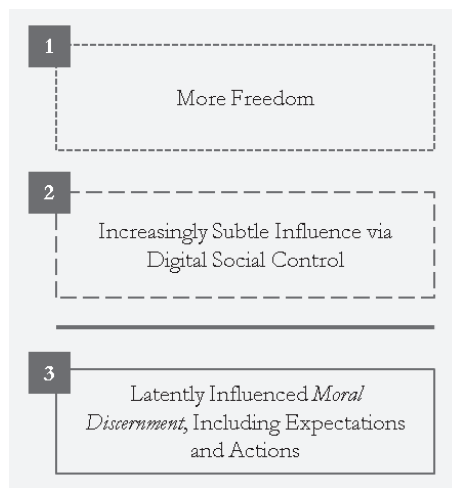 1
More Freedom
2
Increasingly Subtle Influence via
Digital Social Control
3
Latently Influenced Moral
Discernment, Including Expectations
and Actions